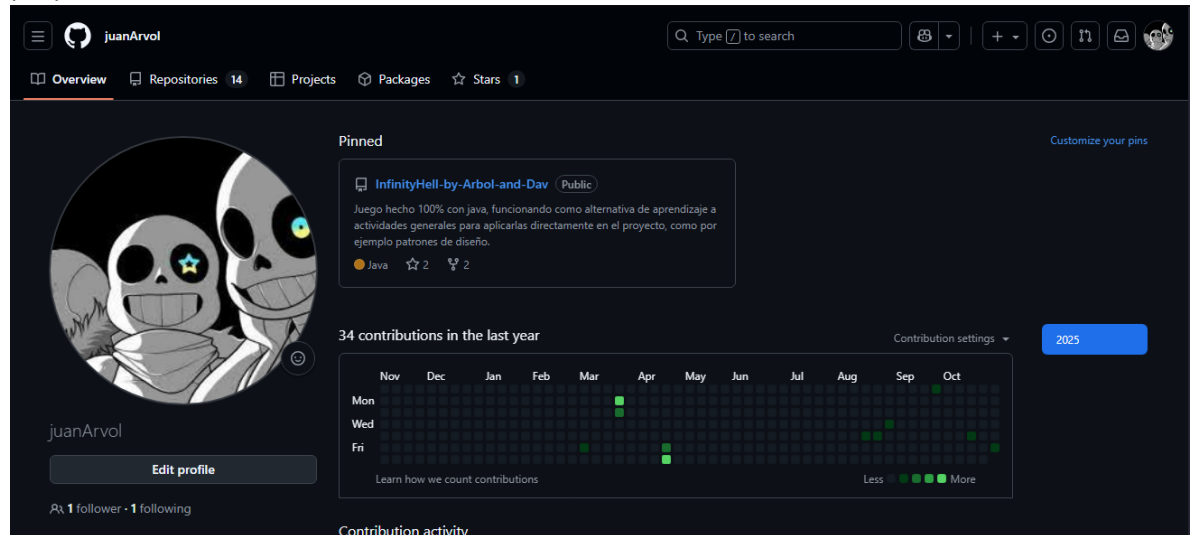 juanArvol
Type / to search
Overview Repositories 14 Projects Packages Stars 1
Pinned
Customize your pins
InfinityHell-by-Arbol-and-Dav Public
Juego hecho 100% con java, funcionando como alternativa de aprendizaje a
actividades generales para aplicarlas directamente en el proyecto, como por
ejemplo patrones de diseño.
Java 2 2
34 contributions in the last year
Contribution settings
2025
Nov Dec Jan Feb Mar Apr May Jun Jul Aug Sep Oct
Mon
Wed
Fri
Learn how we count contributions
Less More
juanArvol
Edit profile
1 follower · 1 following
Contribution activity